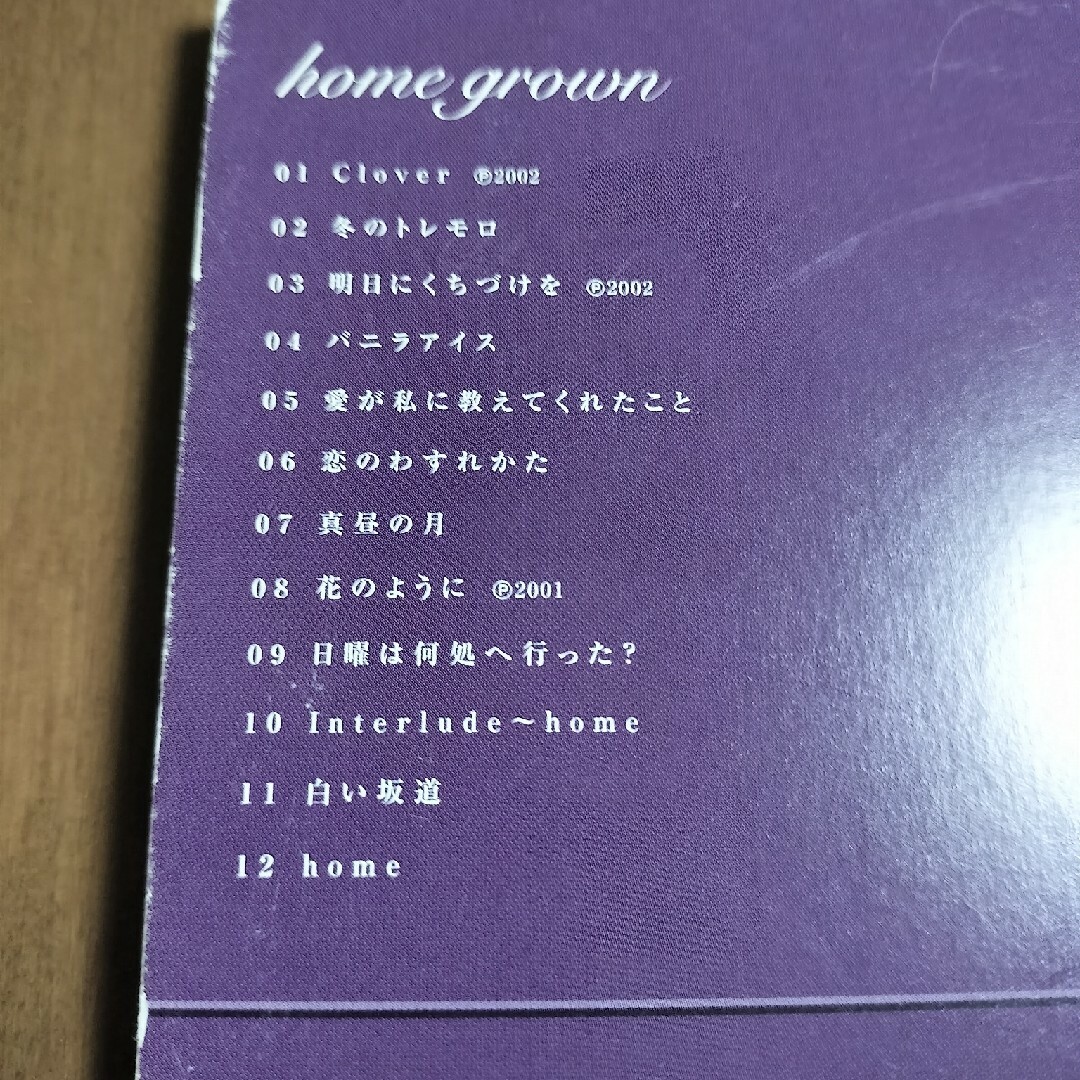 home grown
01 Clover ℗2002
02 冬のトレモロ
03 明日にくちづけを ℗2002
04 バニラアイス
05 愛が私に教えてくれたこと
06 恋のわすれかた
07 真昼の月
08 花のように ℗2001
09 日曜は何処へ行った?
10 Interlude～home
11 白い坂道
12 home